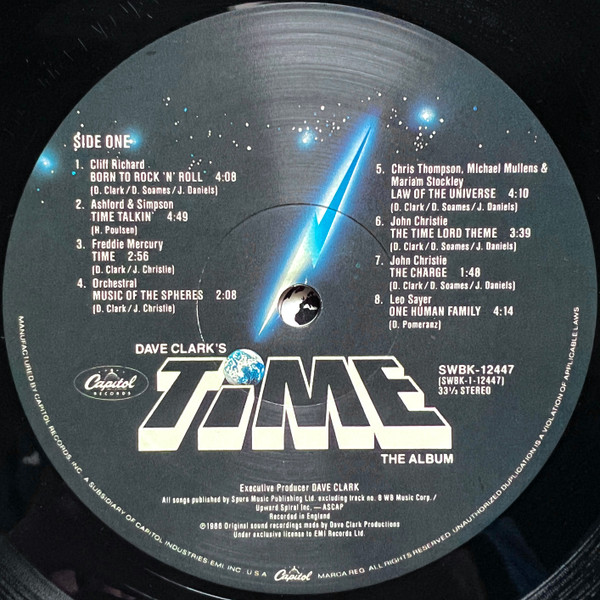 SIDE ONE
1. Cliff Richard
BORN TO ROCK 'N' ROLL 4:08
(D. Clark/D. Soames/J. Daniels)
2. Ashford & Simpson
TIME TALKIN' 4:49
(H. Poulsen)
3. Freddie Mercury
TIME 2:56
(D. Clark/J. Christie)
4. Orchestral
MUSIC OF THE SPHERES 2:08
(D. Clark/J. Christie)
5. Chris Thompson, Michael Mullens &
Mariam Stockley
LAW OF THE UNIVERSE 4:10
(D. Clark/D. Soames/J. Daniels)
6. John Christie
THE TIME LORD THEME 3:39
(D. Clark/D. Soames/J. Daniels)
7. John Christie
THE CHARGE 1:48
(D. Clark/D. Soames/J. Daniels)
8. Leo Sayer
ONE HUMAN FAMILY 4:14
(D. Pomeranz)
DAVE CLARK'S
TiME
THE ALBUM
Capitol
RECORDS
SWBK-12447
(SWBK-1-12447)
33⅓ STEREO
Executive Producer DAVE CLARK
All songs published by Spurs Music Publishing Ltd. excluding track no. 8 WB Music Corp./
Upward Spiral Inc.—ASCAP
Recorded in England
℗1986 Original sound recordings made by Dave Clark Productions
Under exclusive license to EMI Records Ltd.
MANUFACTURED BY CAPITOL RECORDS, INC. A SUBSIDIARY OF CAPITOL INDUSTRIES-EMI, INC., U.S.A. Capitol MARCA REG. ALL RIGHTS RESERVED. UNAUTHORIZED DUPLICATION IS A VIOLATION OF APPLICABLE LAWS